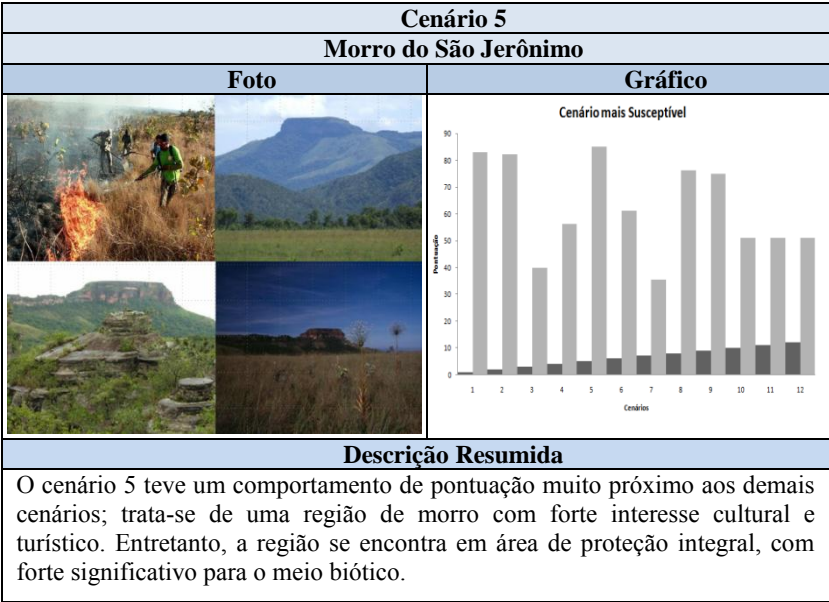 Cenário 5
Morro do São Jerônimo
Foto
Gráfico
Cenário mais Susceptível
90
80
70
60
50
40
30
20
10
0
Pontuação
1 2 3 4 5 6 7 8 9 10 11 12
Cenários
Descrição Resumida
O cenário 5 teve um comportamento de pontuação muito próximo aos demais
cenários; trata-se de uma região de morro com forte interesse cultural e
turístico. Entretanto, a região se encontra em área de proteção integral, com
forte significativo para o meio biótico.